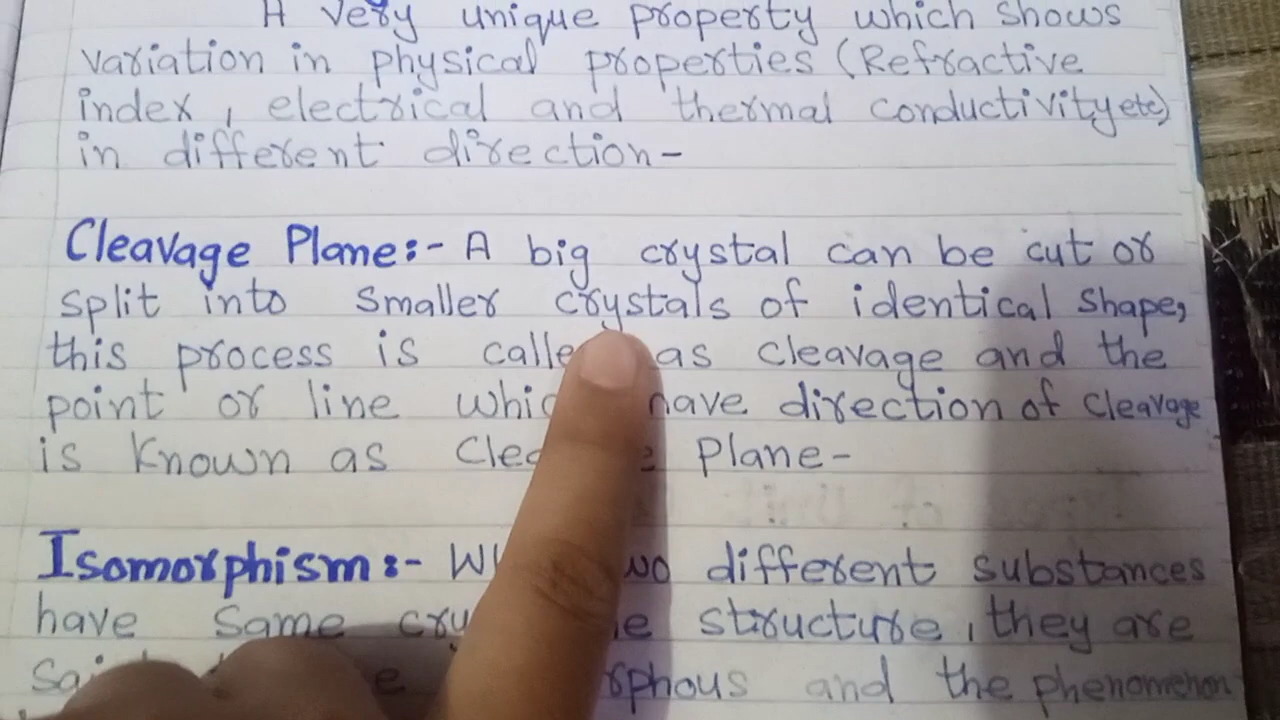 A very unique property which shows
variation in physical properties (Refractive
index, electrical and thermal conductivity etc)
in different direction-
Cleavage Plane:- A big crystal can be cut or
split into smaller crystals of identical shape,
this process is as cleavage and the
point or line have direction of cleavage
is known as Plane-
Isomorphism:- different substances
have same structure, they are
and the phenomenon